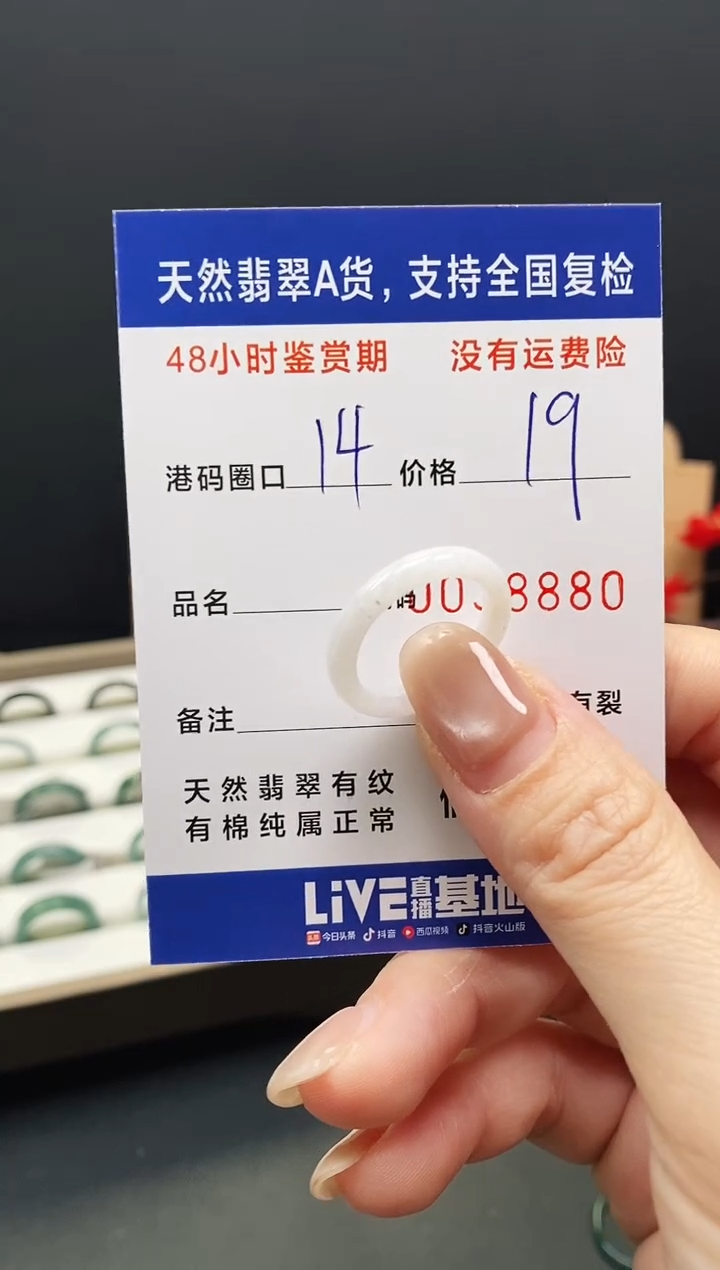 天然翡翠A货，支持全国复检
48小时鉴赏期 没有运费险
港码圈口 14 价格 19
品名 8880
备注 有裂
天然翡翠有纹
有棉纯属正常
LiVE直播基地
今日头条 抖音 西瓜视频 抖音火山版